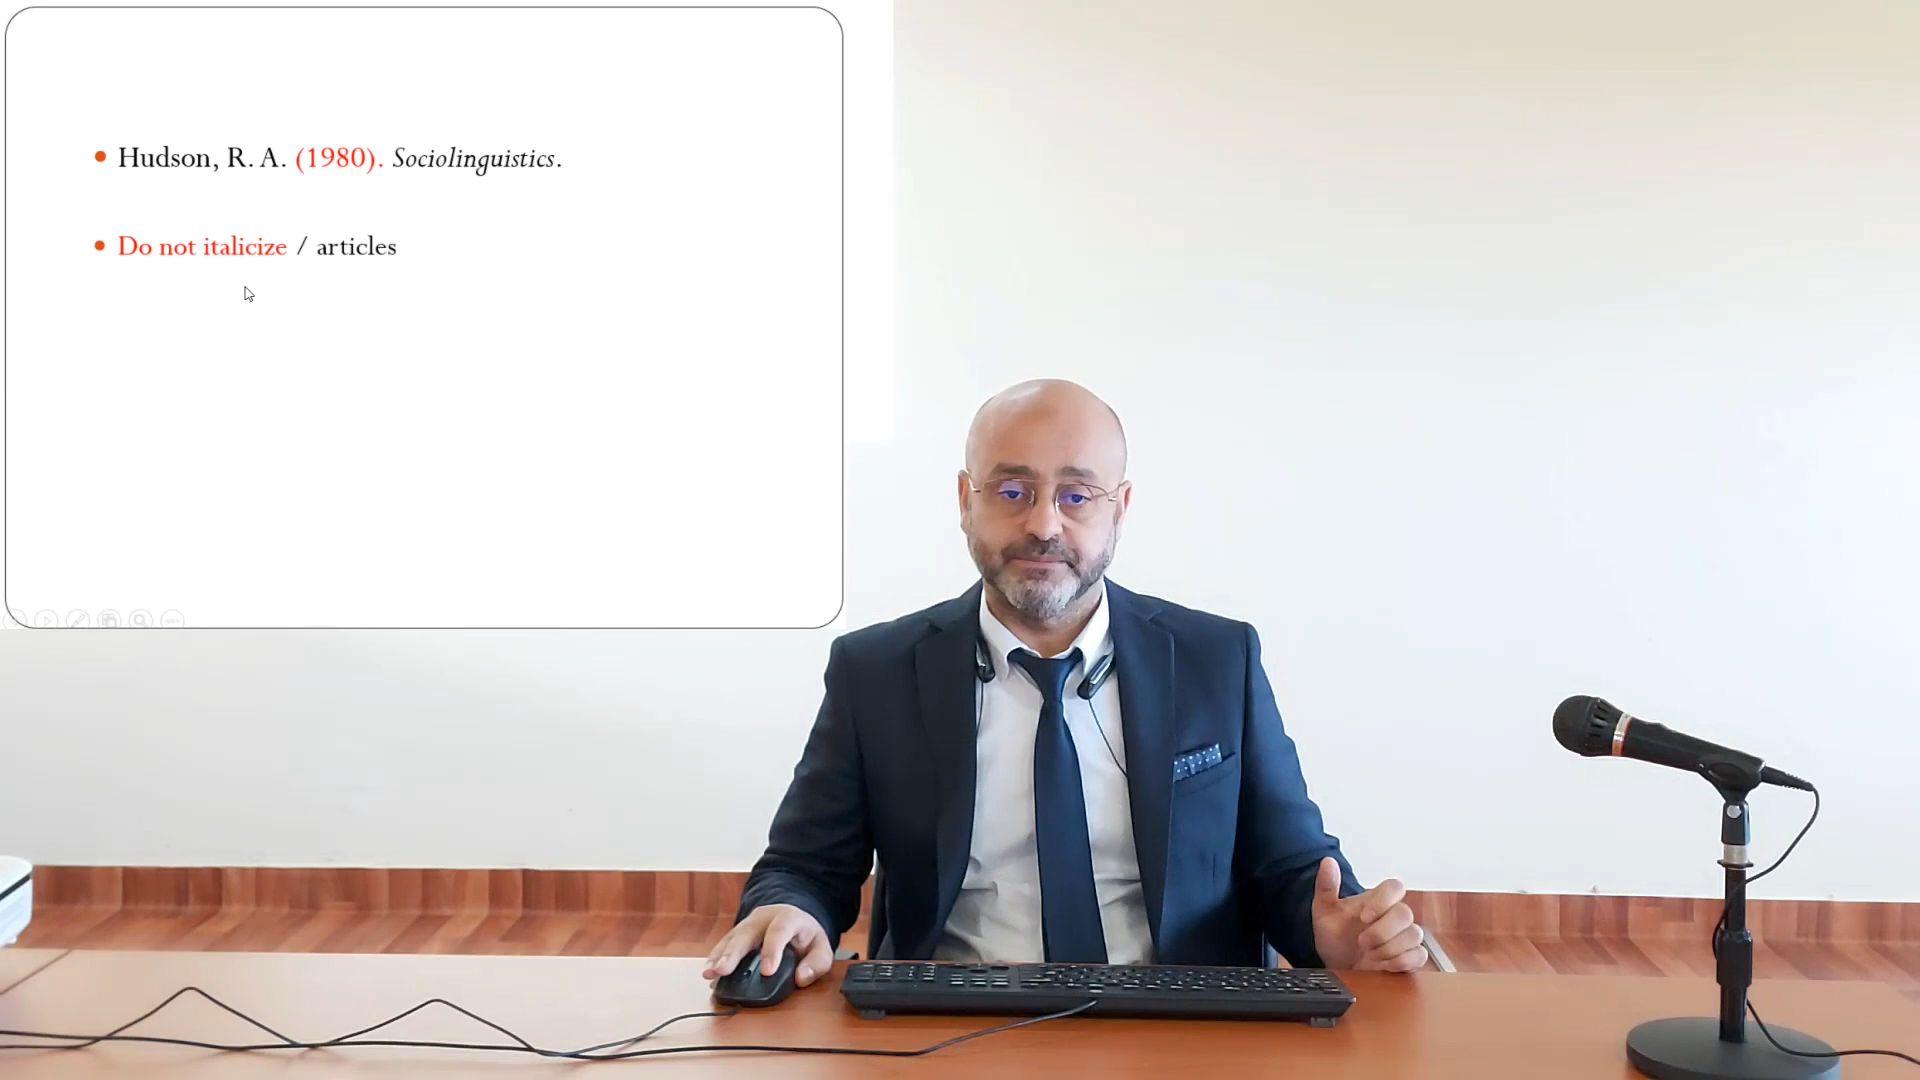 Hudson, R. A. (1980). Sociolinguistics.
Do not italicize / articles